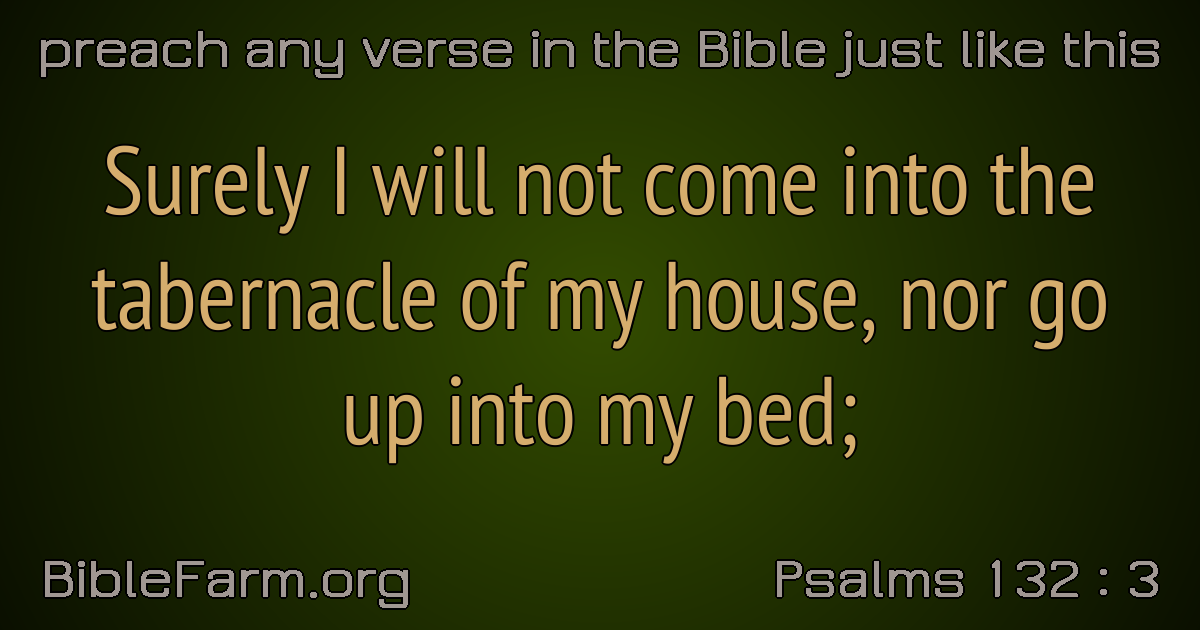 preach any verse in the Bible just like this
Surely I will not come into the
tabernacle of my house, nor go
up into my bed;
BibleFarm.org
Psalms 132 : 3